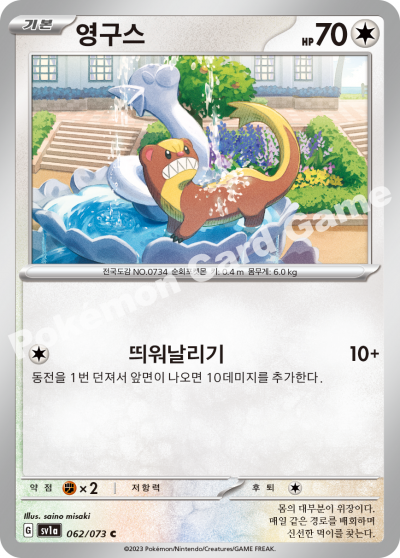 기본 영구스 HP 70
전국도감 NO.0734 순회포켓몬 키: 0.4 m 몸무게: 6.0 kg
띄워날리기 10+
동전을 1번 던져서 앞면이 나오면 10데미지를 추가한다.
약점 ×2 저항력 후퇴
Illus. saino misaki
G sv1a 062/073 C
몸의 대부분이 위장이다.
매일 같은 경로를 배회하며
신선한 먹이를 찾는다.
©2023 Pokémon/Nintendo/Creatures/GAME FREAK.
Pokémon Card Game